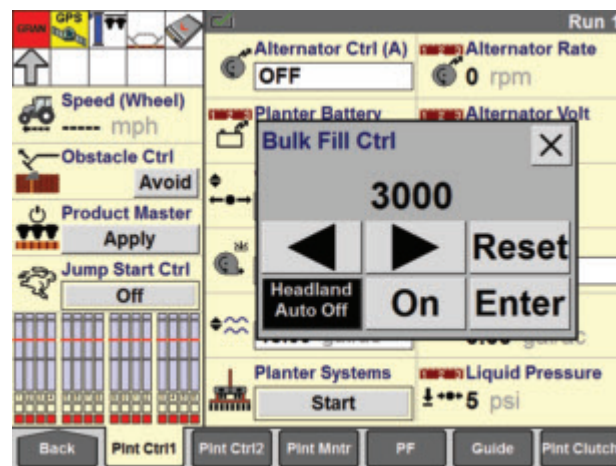 GRAN
GPS
Run 1
Alternator Ctrl (A)
OFF
Alternator Rate
0 rpm
Speed (Wheel)
----- mph
Planter Battery
Alternator Volt
Bulk Fill Ctrl
3000
Reset
Headland
Auto Off
On
Enter
Obstacle Ctrl
Avoid
Product Master
Apply
Jump Start Ctrl
Off
Planter Systems
Start
Liquid Pressure
5 psi
Back
Plnt Ctrl1
Plnt Ctrl2
Plnt Mntr
PF
Guide
Plnt Clutch